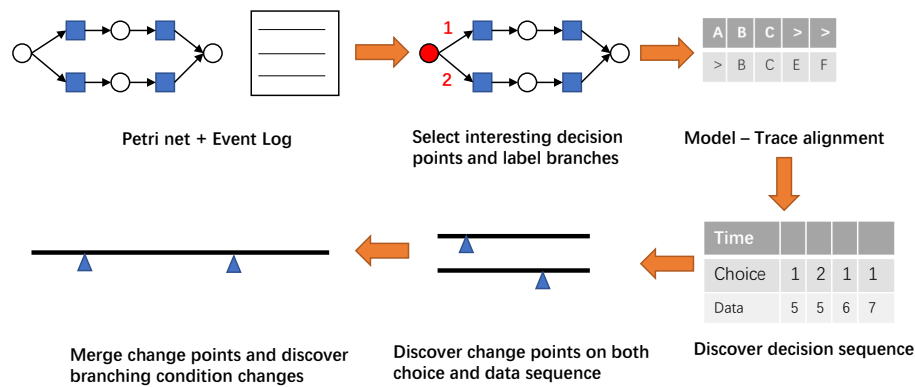 1
2
A B C > >
> B C E F
Petri net + Event Log
Select interesting decision
points and label branches
Model – Trace alignment
Time
Choice 1 2 1 1
Data 5 5 6 7
Merge change points and discover
branching condition changes
Discover change points on both
choice and data sequence
Discover decision sequence